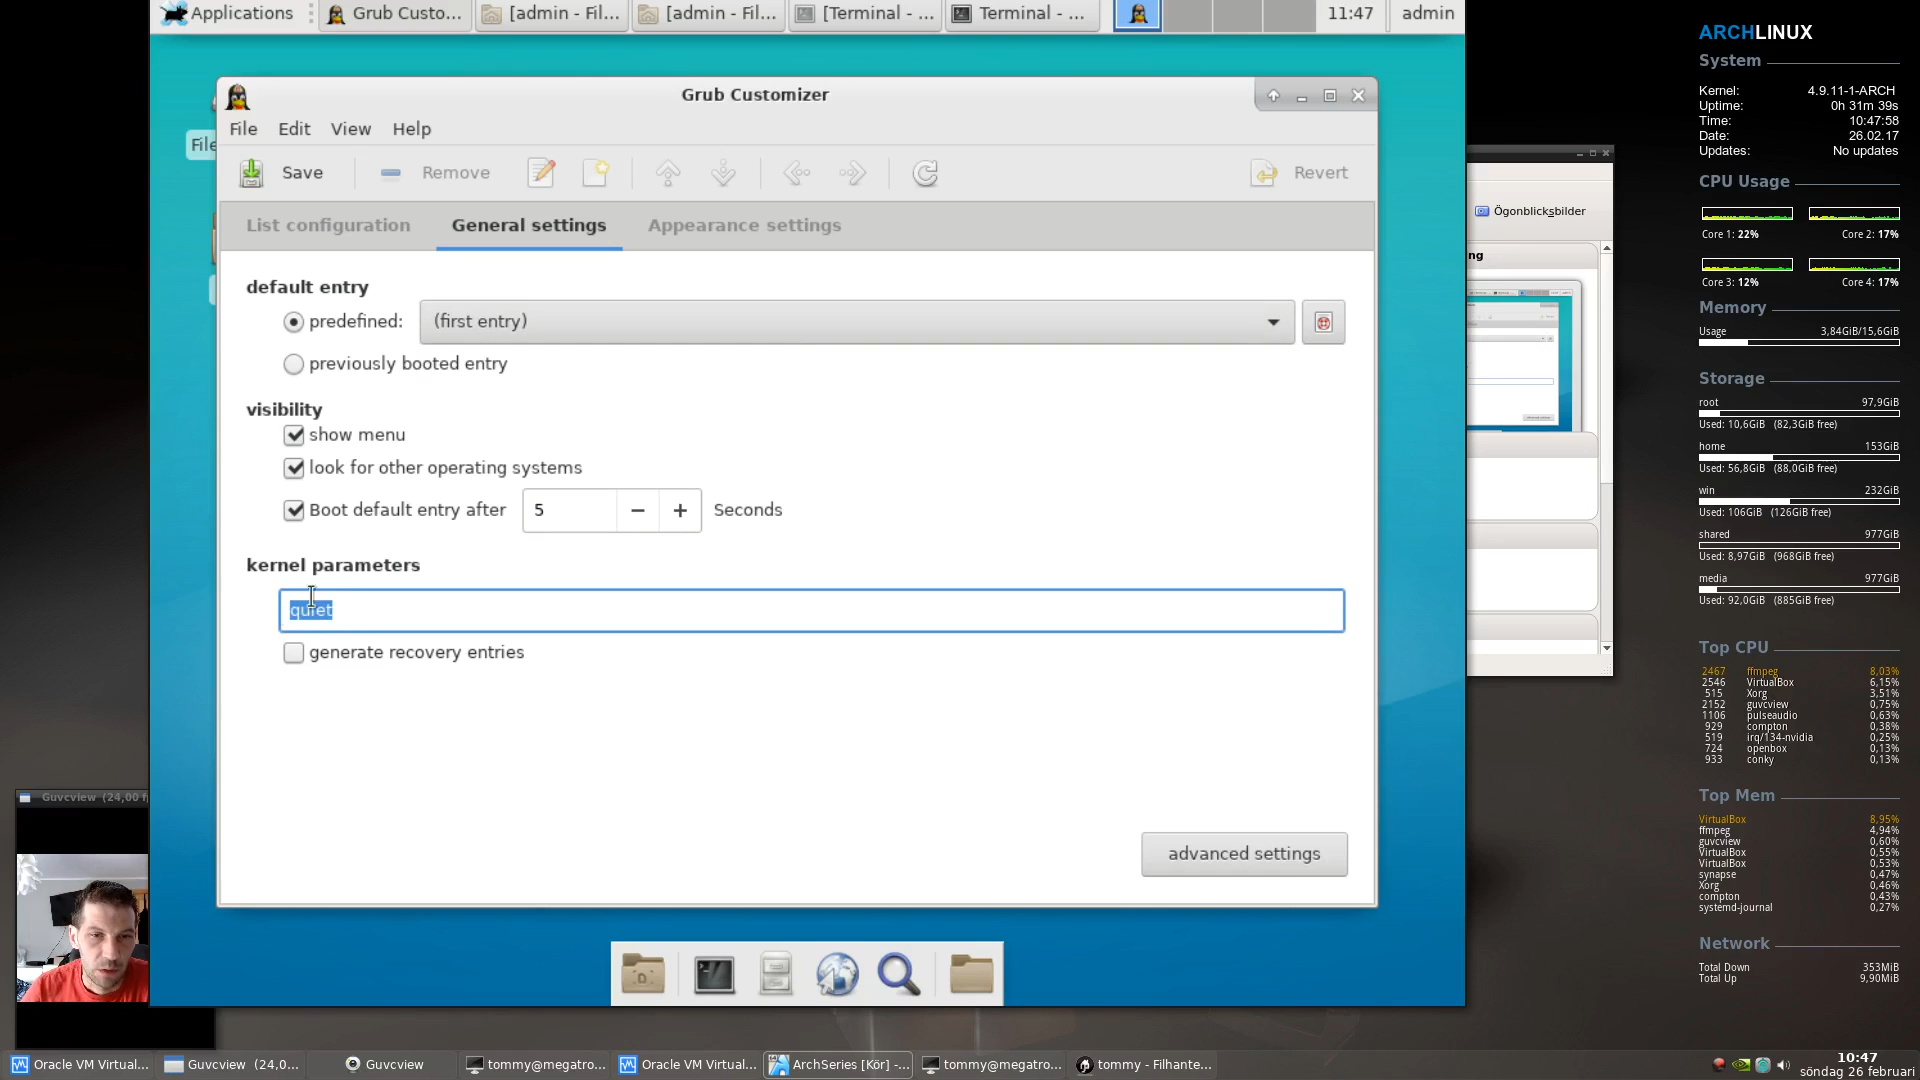 Applications
Grub Custo...
[admin - Fil...
[admin - Fil...
[Terminal - ...
Terminal - ...
11:47
admin
Grub Customizer
File
Edit
View
Help
Save
Remove
Revert
List configuration
General settings
Appearance settings
default entry
predefined:
(first entry)
previously booted entry
visibility
show menu
look for other operating systems
Boot default entry after
5
Seconds
kernel parameters
quiet
generate recovery entries
advanced settings
File
Ögonblicksbilder
ng
Guvcview (24,00 f
ARCHLINUX
System
Kernel: 4.9.11-1-ARCH
Uptime: 0h 31m 39s
Time: 10:47:58
Date: 26.02.17
Updates: No updates
CPU Usage
Core 1: 22% Core 2: 17%
Core 3: 12% Core 4: 17%
Memory
Usage 3,84GiB/15,6GiB
Storage
root 97,9GiB
Used: 10,6GiB (82,3GiB free)
home 153GiB
Used: 56,8GiB (88,0GiB free)
win 232GiB
Used: 106GiB (126GiB free)
shared 977GiB
Used: 8,97GiB (968GiB free)
media 977GiB
Used: 92,0GiB (885GiB free)
Top CPU
2467 ffmpeg 8,03%
2546 VirtualBox 6,15%
515 Xorg 3,51%
2152 guvcview 0,75%
1106 pulseaudio 0,63%
929 compton 0,38%
519 irq/134-nvidia 0,25%
724 openbox 0,13%
933 conky 0,13%
Top Mem
VirtualBox 8,95%
ffmpeg 4,94%
guvcview 0,60%
VirtualBox 0,55%
VirtualBox 0,53%
synapse 0,47%
Xorg 0,46%
compton 0,43%
systemd-journal 0,27%
Network
Total Down 353MiB
Total Up 9,90MiB
Oracle VM Virtual...
Guvcview (24,0...
Guvcview
tommy@megatro...
Oracle VM Virtual...
ArchSeries [Kör] -...
tommy@megatro...
tommy - Filhante...
10:47
söndag 26 februari